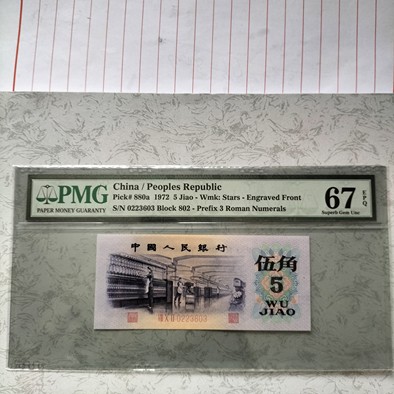 PMG
PAPER MONEY GUARANTY
China / Peoples Republic
Pick# 880a 1972 5 Jiao - Wmk: Stars - Engraved Front
S/N 0223603 Block 802 - Prefix 3 Roman Numerals
67 EPQ
Superb Gem Unc
中国人民银行
伍角
5
WU
JIAO
0223603